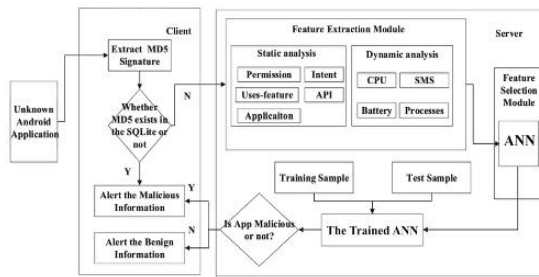 Client
Extract MD5
Signature
Unknown
Android
Application
Whether
MD5 exists in
the SQLite or
not
N
Y
Alert the Malicious
Information
Alert the Benign
Information
Y
N
Is App Malicious
or not?
Server
Feature Extraction Module
Static analysis
Permission
Intent
Uses-feature
API
Applicaiton
Dynamic analysis
CPU
SMS
Battery
Processes
Feature
Selection
Module
ANN
Training Sample
Test Sample
The Trained ANN